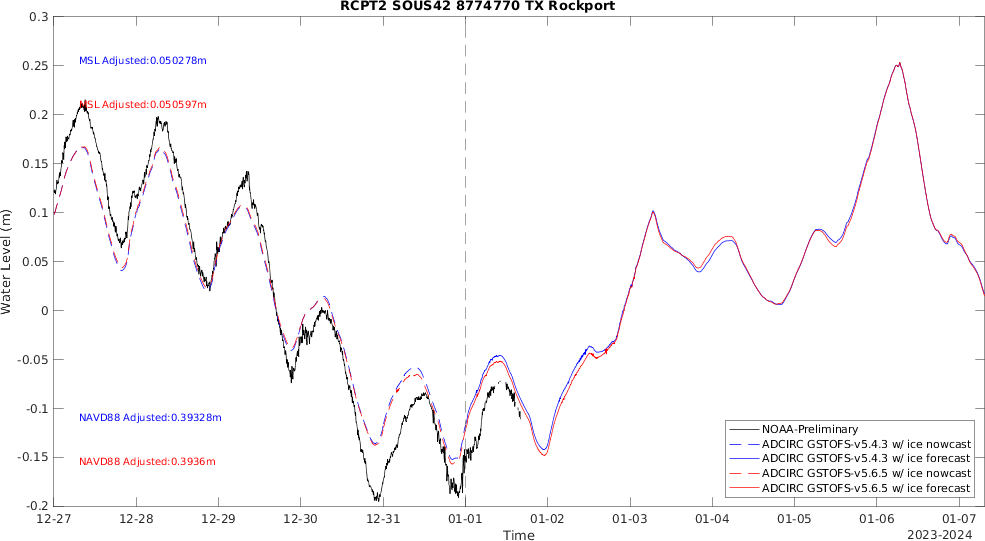 RCPT2 SOUS42 8774770 TX Rockport
0.3
0.25
0.2
0.15
0.1
0.05
0
-0.05
-0.1
-0.15
-0.2
Water Level (m)
MSL Adjusted:0.050278m
MSL Adjusted:0.050597m
NAVD88 Adjusted:0.39328m
NAVD88 Adjusted:0.3936m
NOAA-Preliminary
ADCIRC GSTOFS-v5.4.3 w/ ice nowcast
ADCIRC GSTOFS-v5.4.3 w/ ice forecast
ADCIRC GSTOFS-v5.6.5 w/ ice nowcast
ADCIRC GSTOFS-v5.6.5 w/ ice forecast
12-27 12-28 12-29 12-30 12-31 01-01 01-02 01-03 01-04 01-05 01-06 01-07
Time
2023-2024